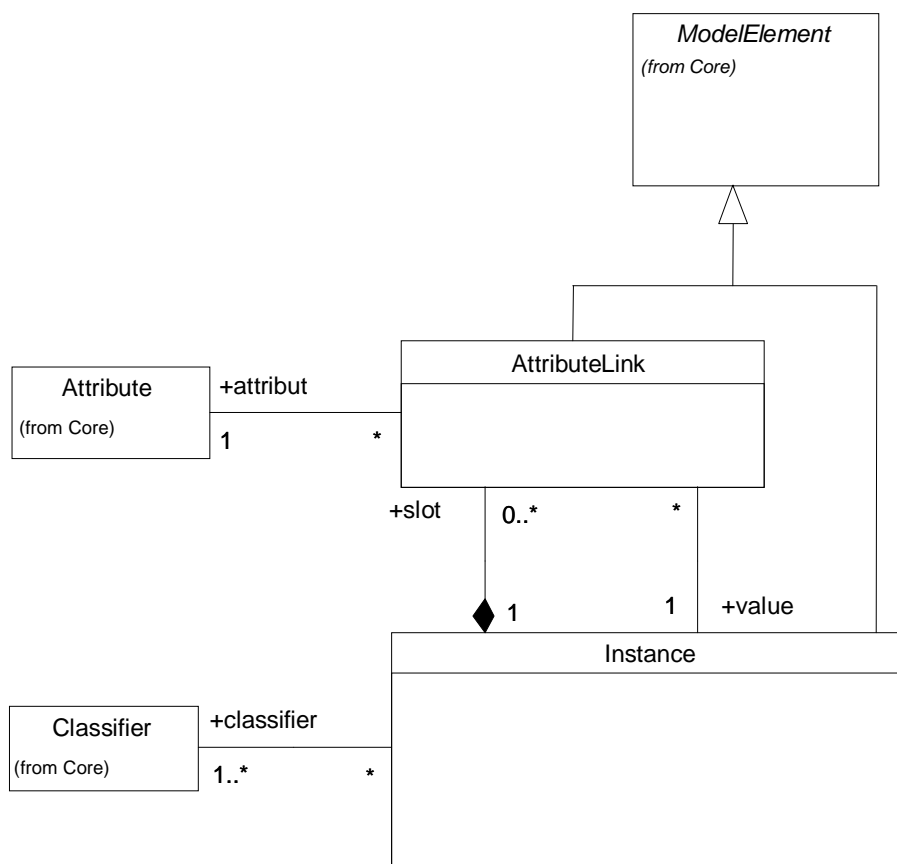 ModelElement
(from Core)
AttributeLink
Attribute
(from Core)
+attribut
1
*
+slot
0..*
*
1
1
+value
Instance
Classifier
(from Core)
+classifier
1..*
*